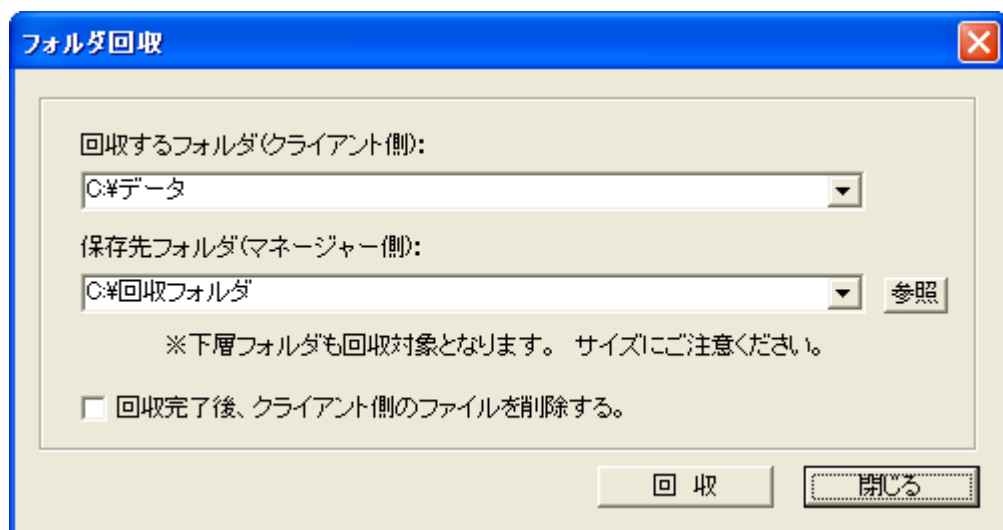 フォルダ回収
回収するフォルダ(クライアント側):
C:¥データ
保存先フォルダ(マネージャー側):
C:¥回収フォルダ
参照
※下層フォルダも回収対象となります。 サイズにご注意ください。
回収完了後、クライアント側のファイルを削除する。
回 収
閉じる